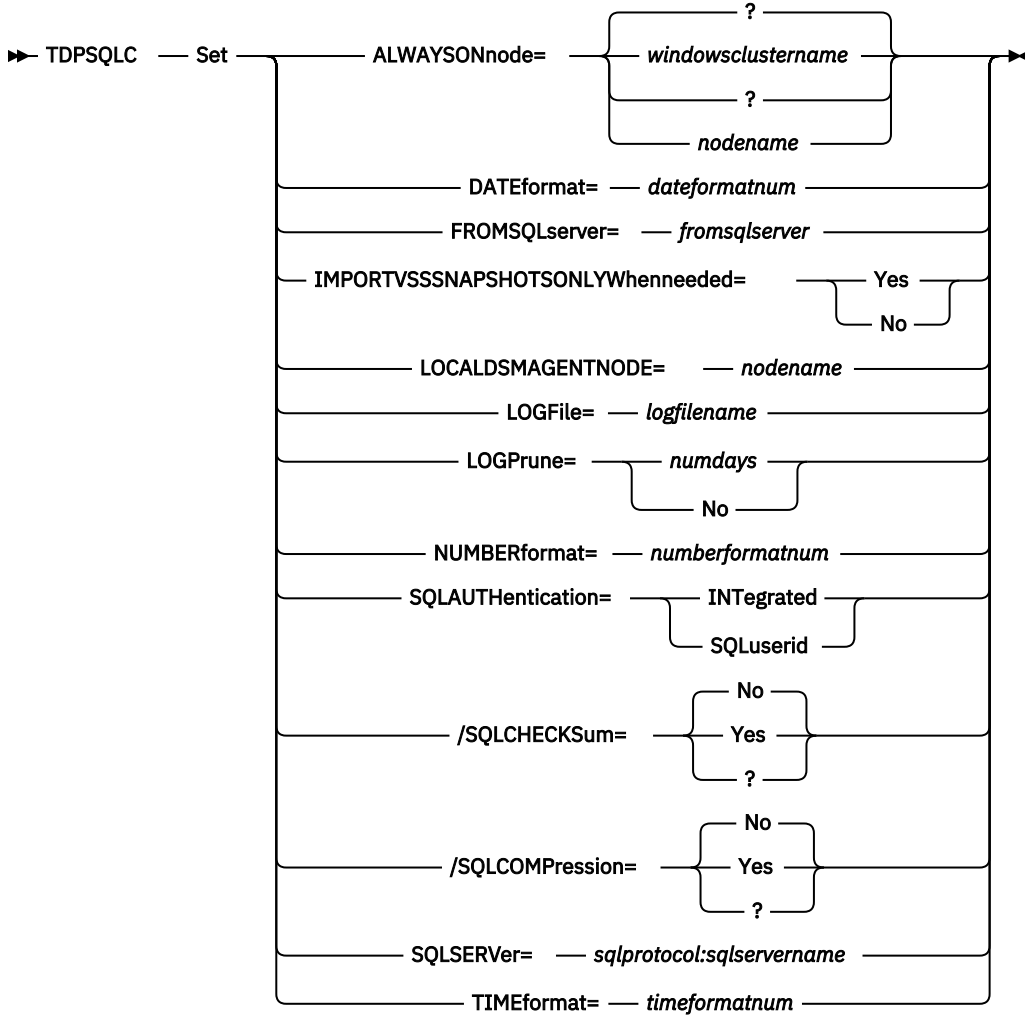 ?
TDPSQLC Set ALWAYSONnode= windowsclustername
?
nodename
DATEformat= dateformatnum
FROMSQLserver= fromsqlserver
IMPORTVSSSNAPSHOTSONLYWhenneeded= Yes
No
LOCALDSMAGENTNODE= nodename
LOGFile= logfilename
LOGPrune= numdays
No
NUMBERformat= numberformatnum
SQLAUTHentication= INTegrated
SQLuserid
No
/SQLCHECKSum= Yes
?
No
/SQLCOMPression= Yes
?
SQLSERVer= sqlprotocol:sqlservername
TIMEformat= timeformatnum